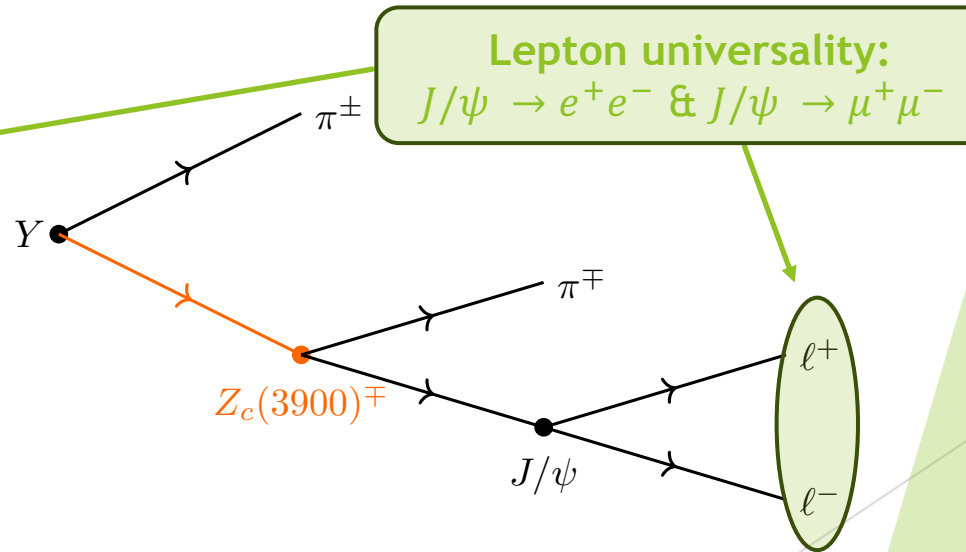 Lepton universality:
J/ψ → e⁺e⁻ & J/ψ → μ⁺μ⁻
π±
Y
π∓
Z_c(3900)∓
ℓ⁺
J/ψ
ℓ⁻